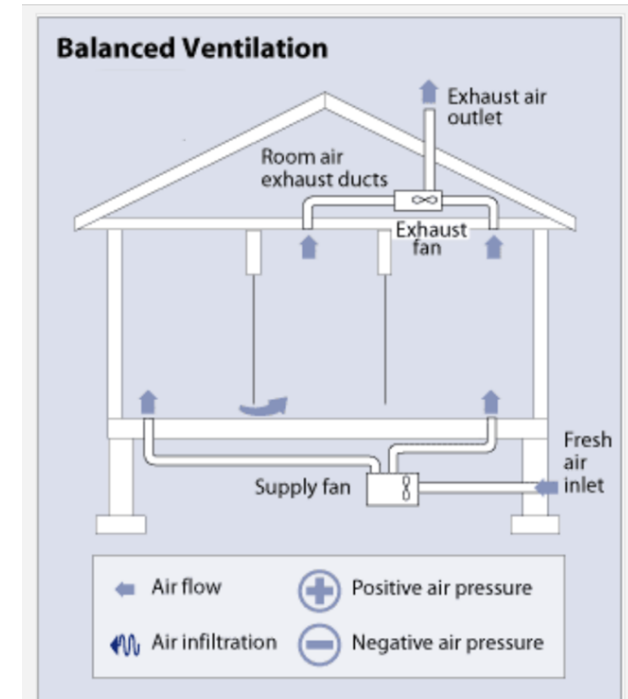 Balanced Ventilation
Exhaust air
outlet
Room air
exhaust ducts
Exhaust
fan
Fresh
air
inlet
Supply fan
Air flow
Positive air pressure
Air infiltration
Negative air pressure